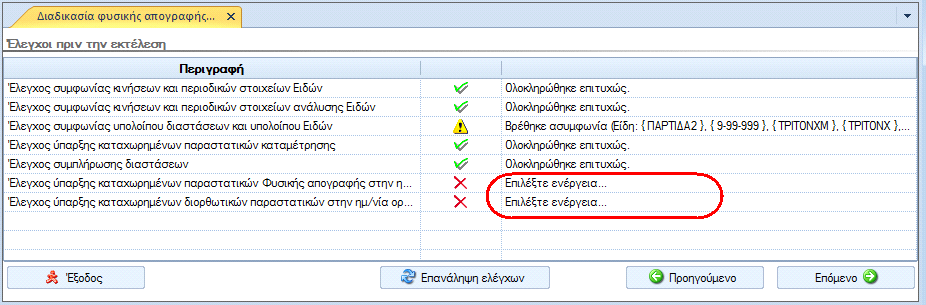 Διαδικασία φυσικής απογραφής...
Έλεγχοι πριν την εκτέλεση
Περιγραφή
Έλεγχος συμφωνίας κινήσεων και περιοδικών στοιχείων Ειδών Ολοκληρώθηκε επιτυχώς.
Έλεγχος συμφωνίας κινήσεων και περιοδικών στοιχείων ανάλυσης Ειδών Ολοκληρώθηκε επιτυχώς.
Έλεγχος συμφωνίας υπολοίπου διαστάσεων και υπολοίπου Ειδών Βρέθηκε ασυμφωνία (Είδη: { ΠΑΡΤΙΔΑ2 }, { 9-99-999 }, { ΤΡΙΤΟΝΧΜ }, { ΤΡΙΤΟΝΧ },...
Έλεγχος ύπαρξης καταχωρημένων παραστατικών καταμέτρησης Ολοκληρώθηκε επιτυχώς.
Έλεγχος συμπλήρωσης διαστάσεων Ολοκληρώθηκε επιτυχώς.
Έλεγχος ύπαρξης καταχωρημένων παραστατικών Φυσικής απογραφής στην η... Επιλέξτε ενέργεια...
Έλεγχος ύπαρξης καταχωρημένων διορθωτικών παραστατικών στην ημ/νία ορ... Επιλέξτε ενέργεια...
Έξοδος Επανάληψη ελέγχων Προηγούμενο Επόμενο